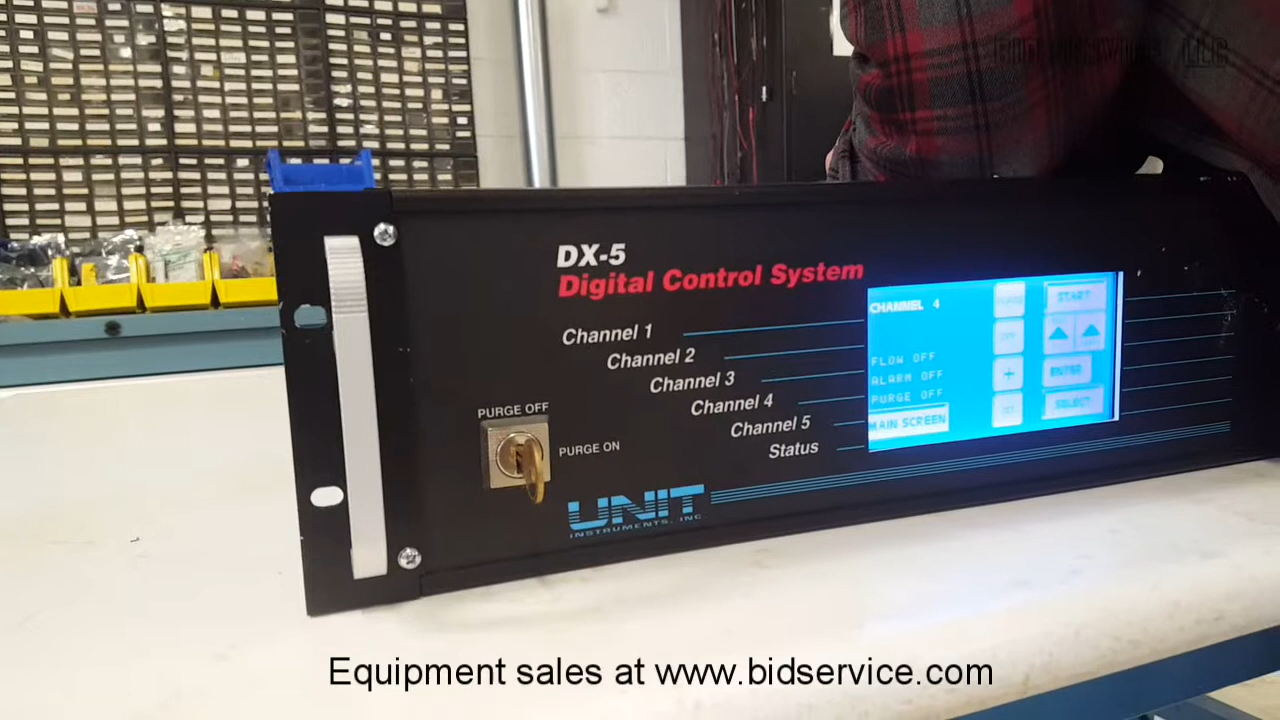 DX-5
Digital Control System
Channel 1
Channel 2
Channel 3
Channel 4
Channel 5
Status
PURGE OFF
PURGE ON
UNIT
INSTRUMENTS, INC
CHANNEL 4
FLOW OFF
ALARM OFF
PURGE OFF
MAIN SCREEN
START
ENTER
SELECT
Equipment sales at www.bidservice.com